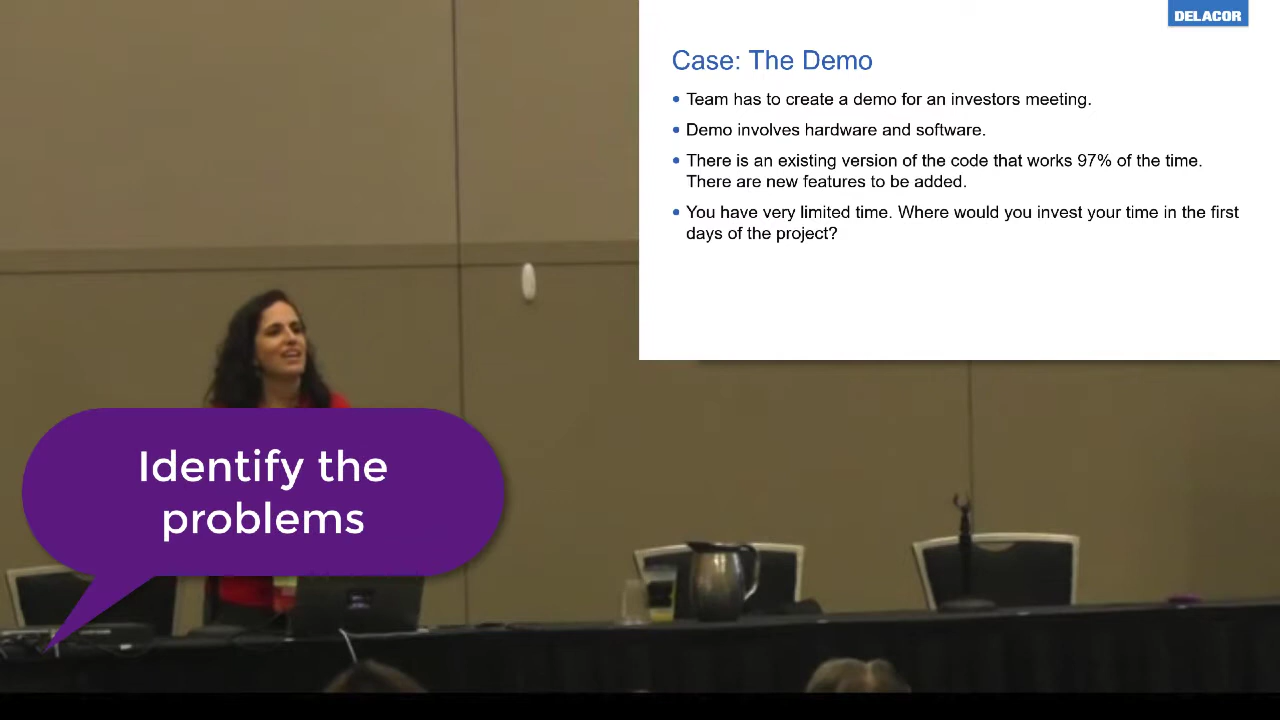 DELACOR
Case: The Demo
• Team has to create a demo for an investors meeting.
• Demo involves hardware and software.
• There is an existing version of the code that works 97% of the time.
There are new features to be added.
• You have very limited time. Where would you invest your time in the first
days of the project?
Identify the
problems